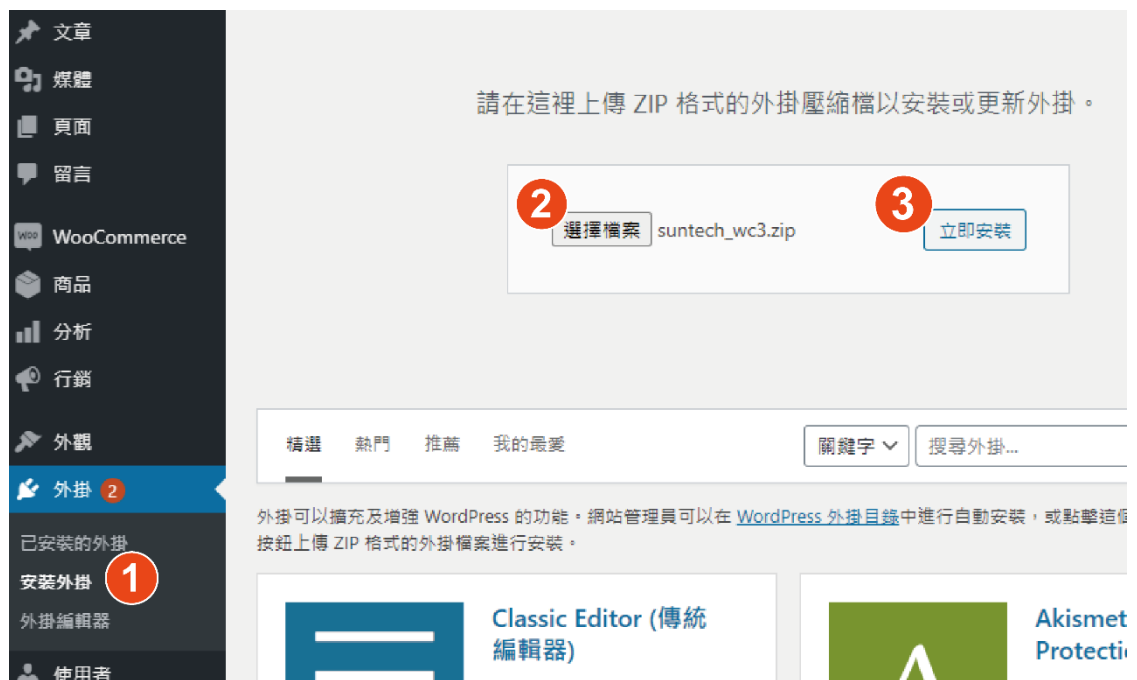 文章
媒體
頁面
留言
WOO WooCommerce
商品
分析
行銷
外觀
外掛 2
已安裝的外掛
安裝外掛 1
外掛編輯器
使用者
請在這裡上傳 ZIP 格式的外掛壓縮檔以安裝或更新外掛。
2 3
選擇檔案 suntech_wc3.zip 立即安裝
精選 熱門 推薦 我的最愛 關鍵字 搜尋外掛...
外掛可以擴充及增強 WordPress 的功能。網站管理員可以在 WordPress 外掛目錄中進行自動安裝，或點擊這個
按鈕上傳 ZIP 格式的外掛檔案進行安裝。
Classic Editor (傳統
編輯器)
Akismet
Protecti